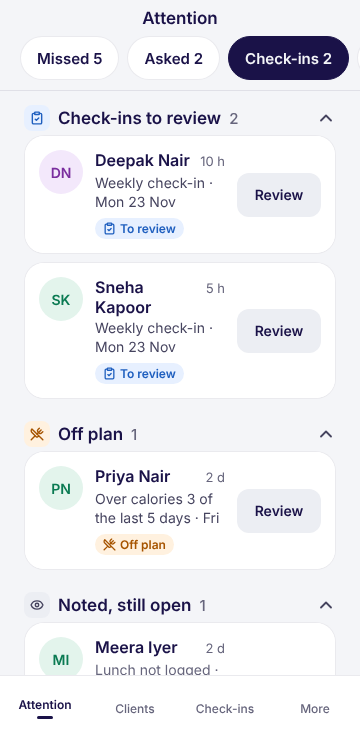 Attention
Missed 5
Asked 2
Check-ins 2
Check-ins to review 2
DN
Deepak Nair 10 h
Weekly check-in ·
Mon 23 Nov
To review
Review
SK
Sneha
Kapoor
5 h
Weekly check-in ·
Mon 23 Nov
To review
Review
Off plan 1
PN
Priya Nair 2 d
Over calories 3 of
the last 5 days · Fri
Off plan
Review
Noted, still open 1
MI
Meera Iyer 2 d
Lunch not logged ·
Attention
Clients
Check-ins
More